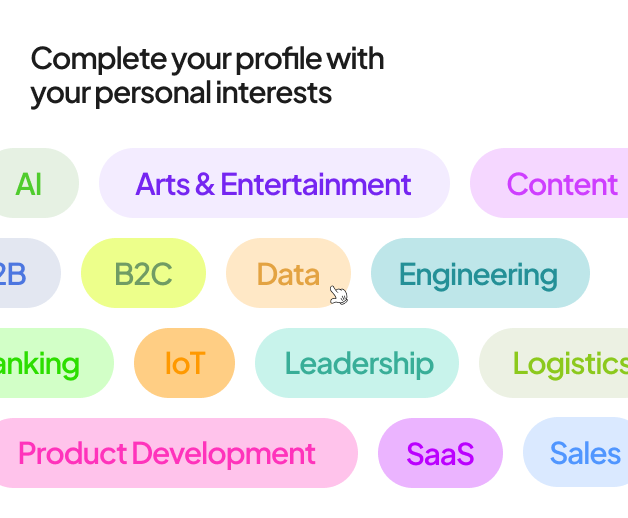 Complete your profile with
your personal interests
AI Arts & Entertainment Content
2B B2C Data Engineering
anking IoT Leadership Logistics
Product Development SaaS Sales